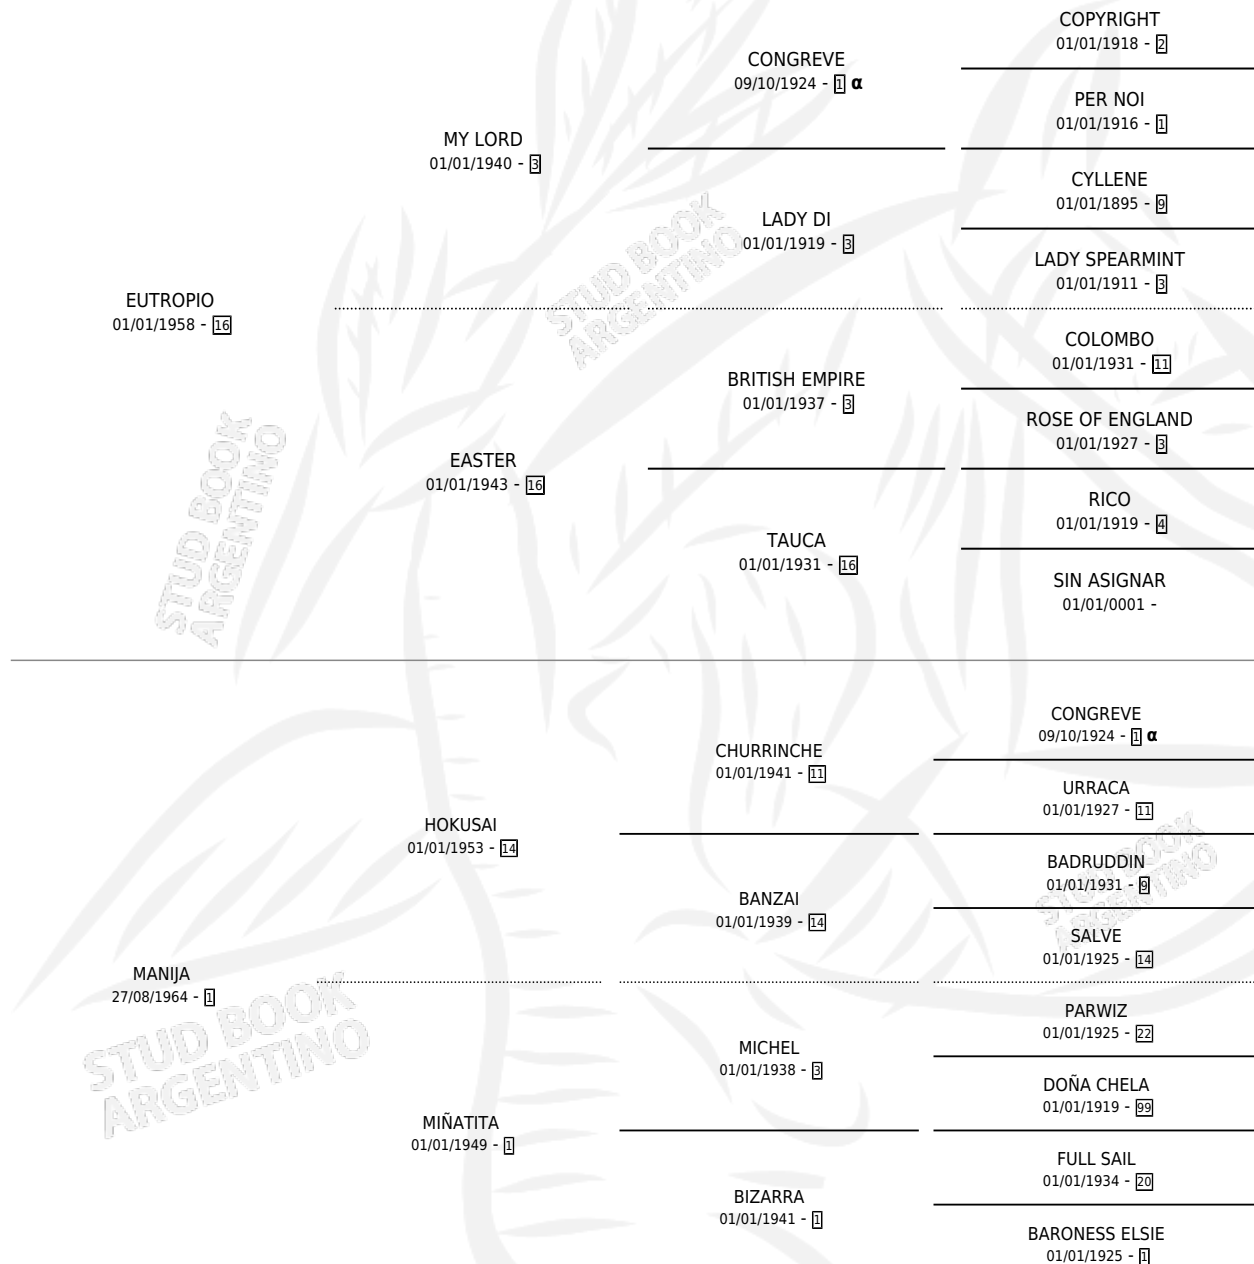 EUTROPIO
01/01/1958 - 16
MY LORD
01/01/1940 - 3
CONGREVE
09/10/1924 - 1 α
COPYRIGHT
01/01/1918 - 2
PER NOI
01/01/1916 - 1
LADY DI
01/01/1919 - 3
CYLLENE
01/01/1895 - 9
LADY SPEARMINT
01/01/1911 - 3
EASTER
01/01/1943 - 16
BRITISH EMPIRE
01/01/1937 - 3
COLOMBO
01/01/1931 - 11
ROSE OF ENGLAND
01/01/1927 - 3
TAUCA
01/01/1931 - 16
RICO
01/01/1919 - 4
SIN ASIGNAR
01/01/0001 -
MANIJA
27/08/1964 - 1
HOKUSAI
01/01/1953 - 14
CHURRINCHE
01/01/1941 - 11
CONGREVE
09/10/1924 - 1 α
URRACA
01/01/1927 - 11
BANZAI
01/01/1939 - 14
BADRUDDIN
01/01/1931 - 9
SALVE
01/01/1925 - 14
MIÑATITA
01/01/1949 - 1
MICHEL
01/01/1938 - 3
PARWIZ
01/01/1925 - 22
DOÑA CHELA
01/01/1919 - 99
BIZARRA
01/01/1941 - 1
FULL SAIL
01/01/1934 - 20
BARONESS ELSIE
01/01/1925 - 1
STUD BOOK
ARGENTINO
STUD BOOK
ARGENTINO
STUD BOOK
ARGENTINO
STUD BOOK
ARGENTINO